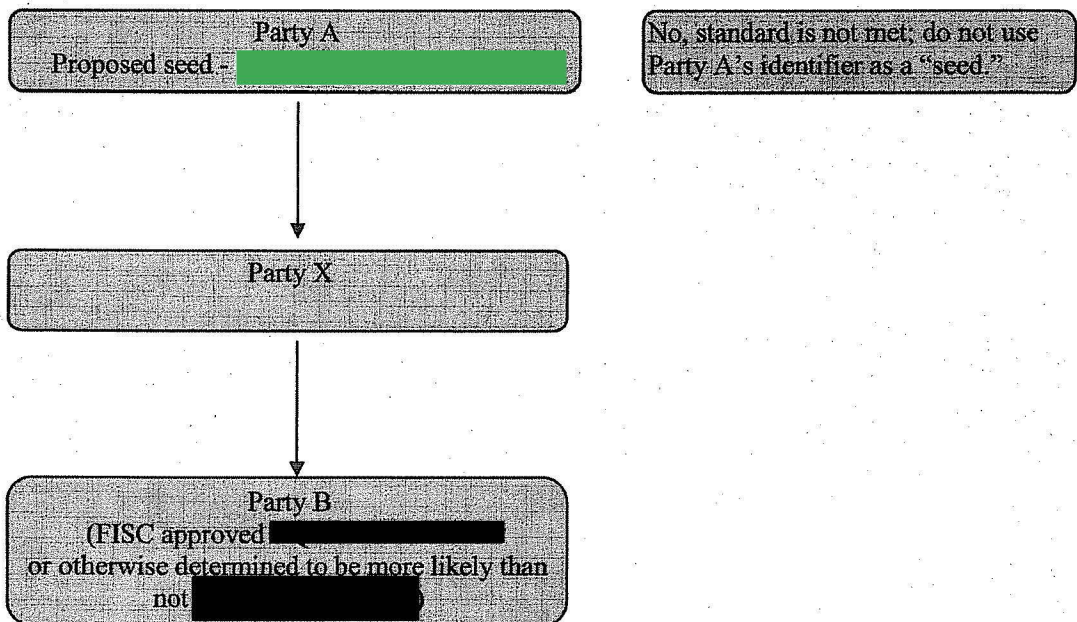 Party A
Proposed seed -
No, standard is not met; do not use
Party A's identifier as a "seed."
Party X
Party B
(FISC approved
or otherwise determined to be more likely than
not )